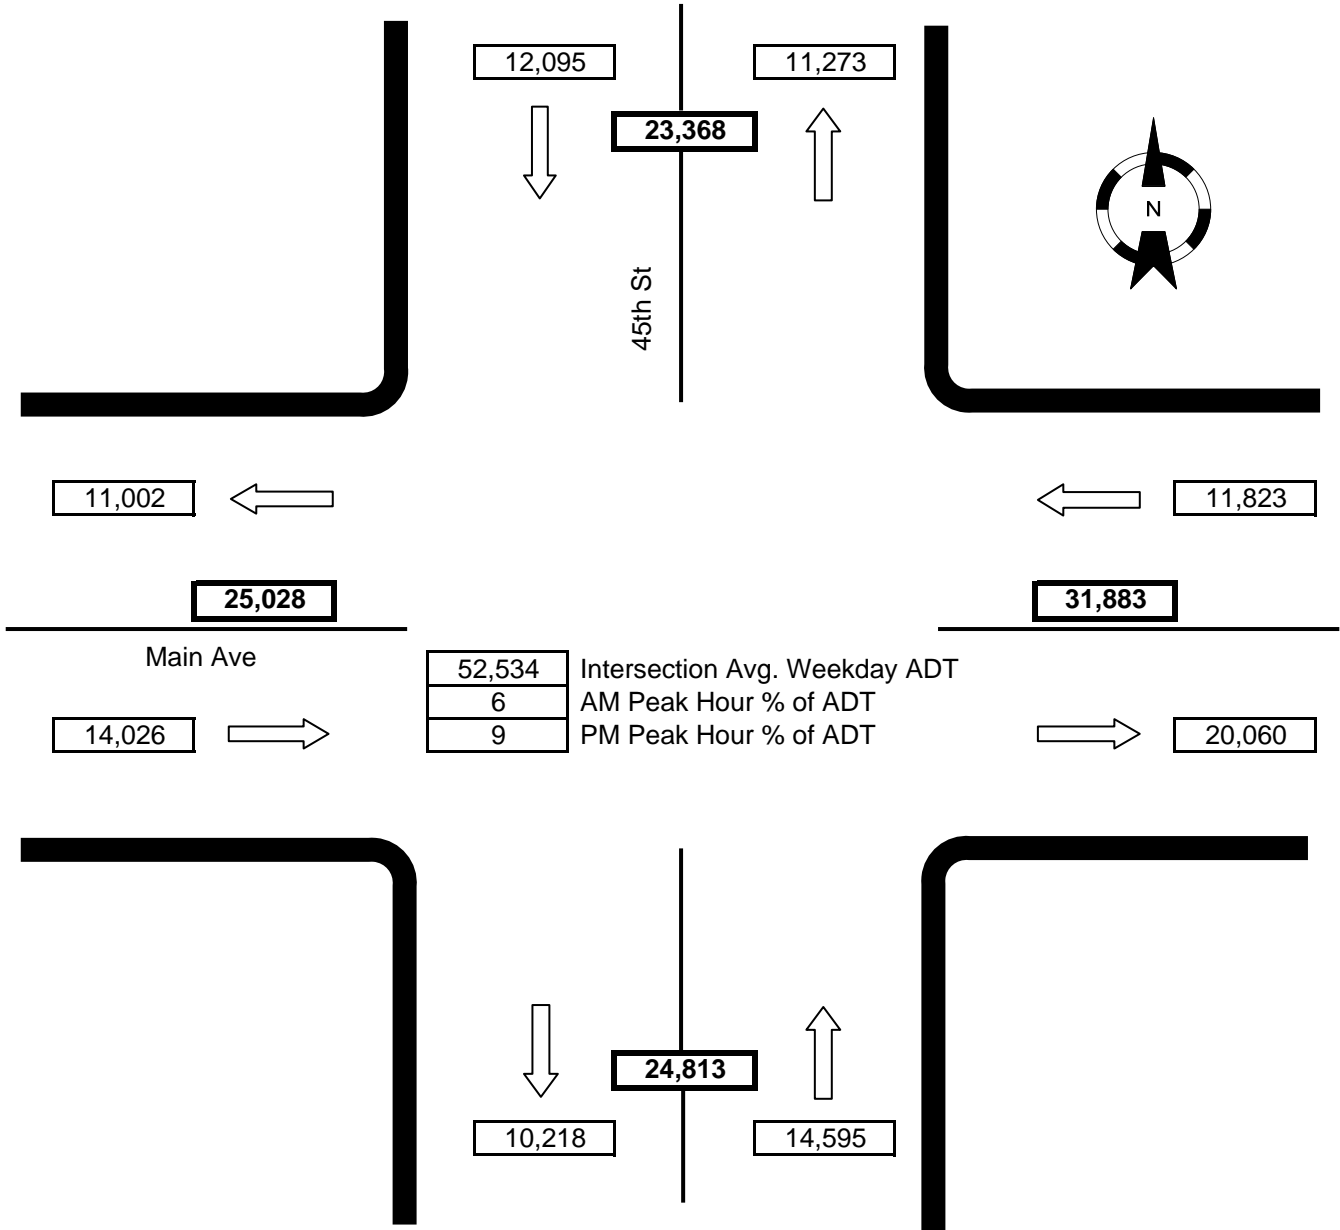 12,095
11,273
23,368
N
45th St
11,002
11,823
25,028
31,883
Main Ave
52,534 Intersection Avg. Weekday ADT
6 AM Peak Hour % of ADT
9 PM Peak Hour % of ADT
14,026
20,060
24,813
10,218
14,595